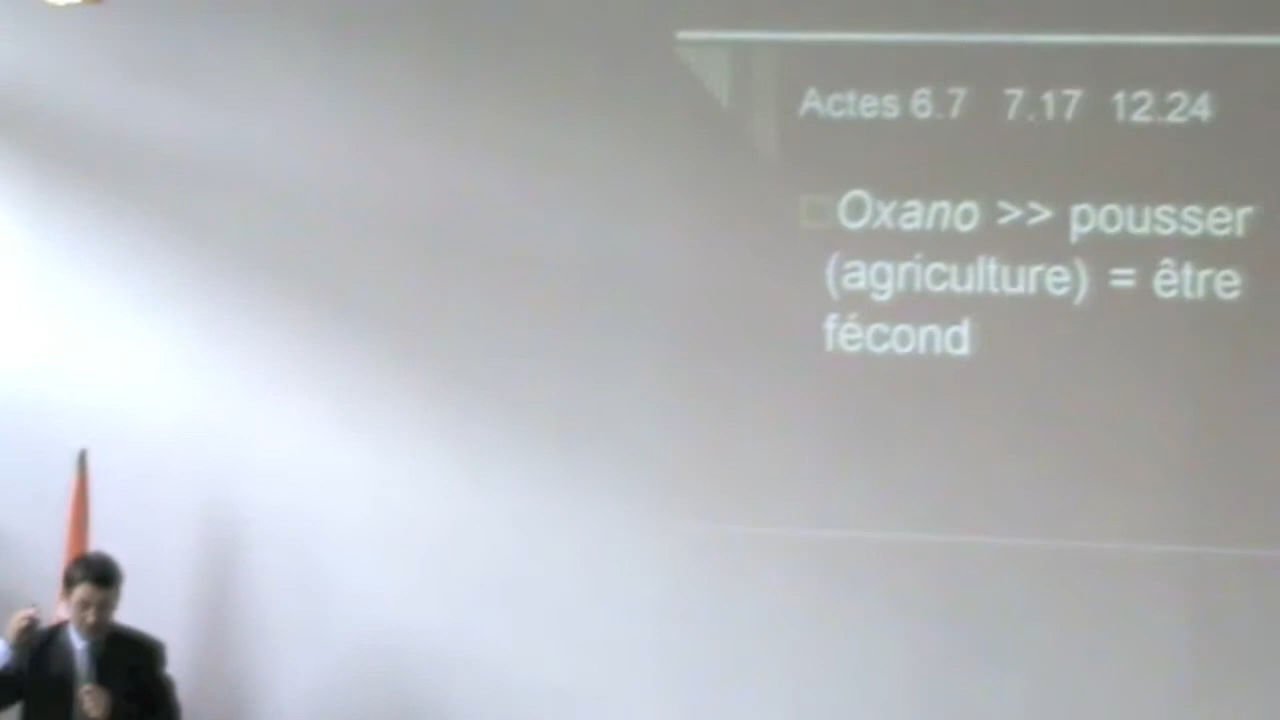 Actes 6.7 7.17 12.24
Oxano >> pousser
(agriculture) = être
fécond